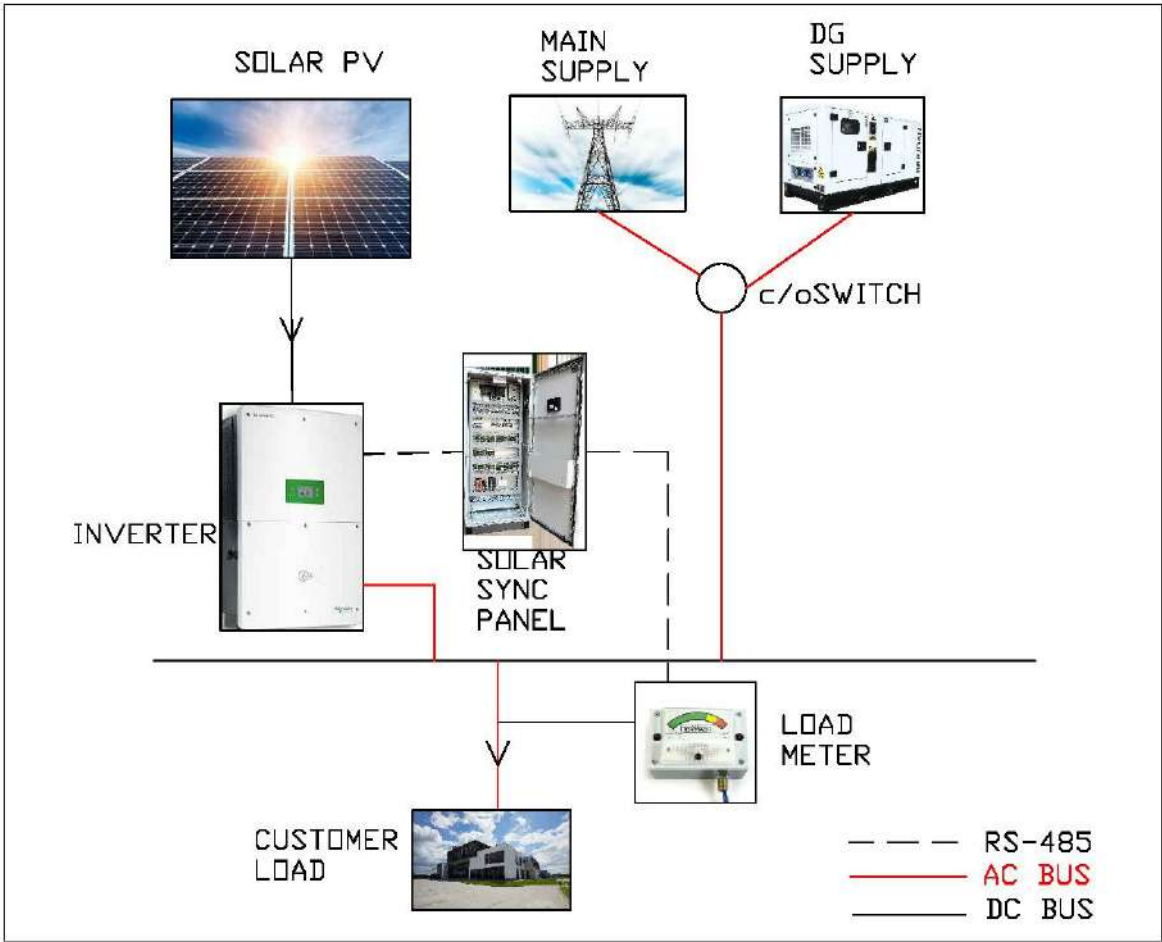 SOLAR PV
MAIN
SUPPLY
DG
SUPPLY
c/oSWITCH
INVERTER
SOLAR
SYNC
PANEL
LOAD
METER
CUSTOMER
LOAD
RS-485
AC BUS
DC BUS